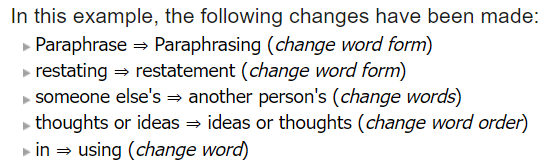 In this example, the following changes have been made:
Paraphrase ⇒ Paraphrasing (change word form)
restating ⇒ restatement (change word form)
someone else's ⇒ another person's (change words)
thoughts or ideas ⇒ ideas or thoughts (change word order)
in ⇒ using (change word)